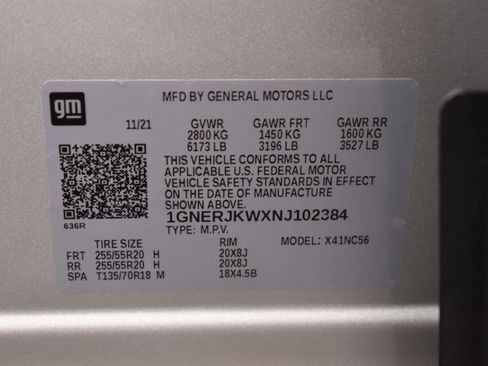 gm
MFD BY GENERAL MOTORS LLC
11/21 GVWR GAWR FRT GAWR RR
2800 KG 1450 KG 1600 KG
6173 LB 3196 LB 3527 LB
THIS VEHICLE CONFORMS TO ALL
APPLICABLE U.S. FEDERAL MOTOR
VEHICLE SAFETY STANDARDS IN EFFECT
ON THE DATE OF MANUFACTURE
SHOWN ABOVE.
636R 1GNERJKWXNJ102384
TYPE: M.P.V.
TIRE SIZE RIM MODEL: X41NC56
FRT 255/55R20 H 20X8J
RR 255/55R20 H 20X8J
SPA T135/70R18 M 18X4.5B